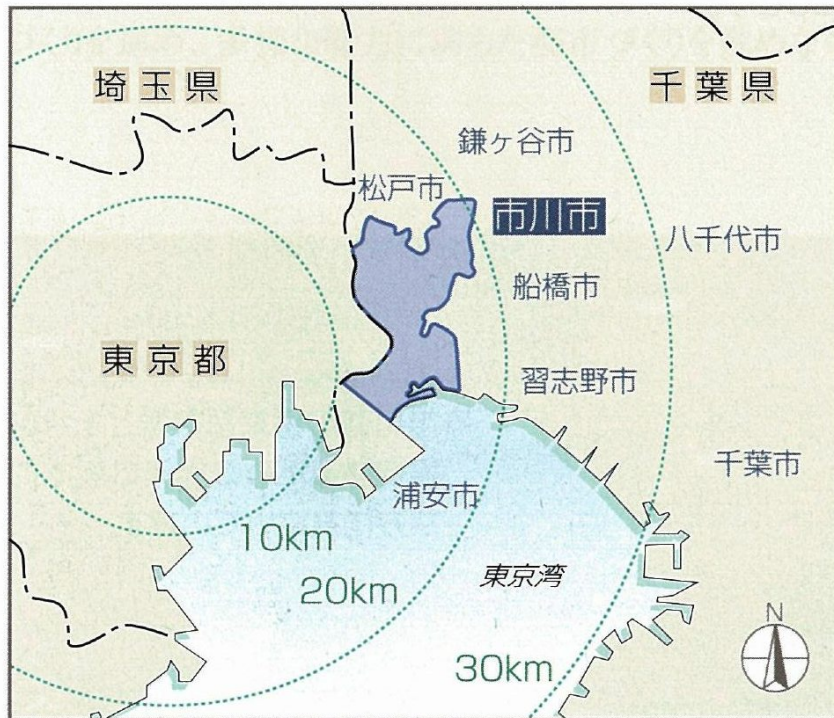 埼玉県
千葉県
鎌ヶ谷市
松戸市
市川市
八千代市
船橋市
東京都
習志野市
千葉市
浦安市
10km
東京湾
20km
N
30km